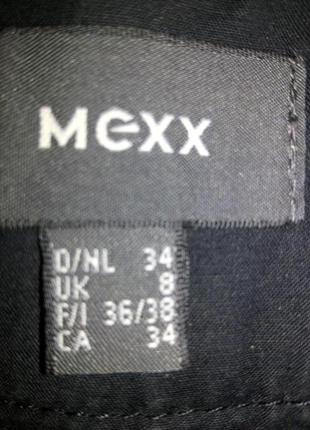 Mexx
D/NL 34
UK 8
F/I 36/38
CA 34